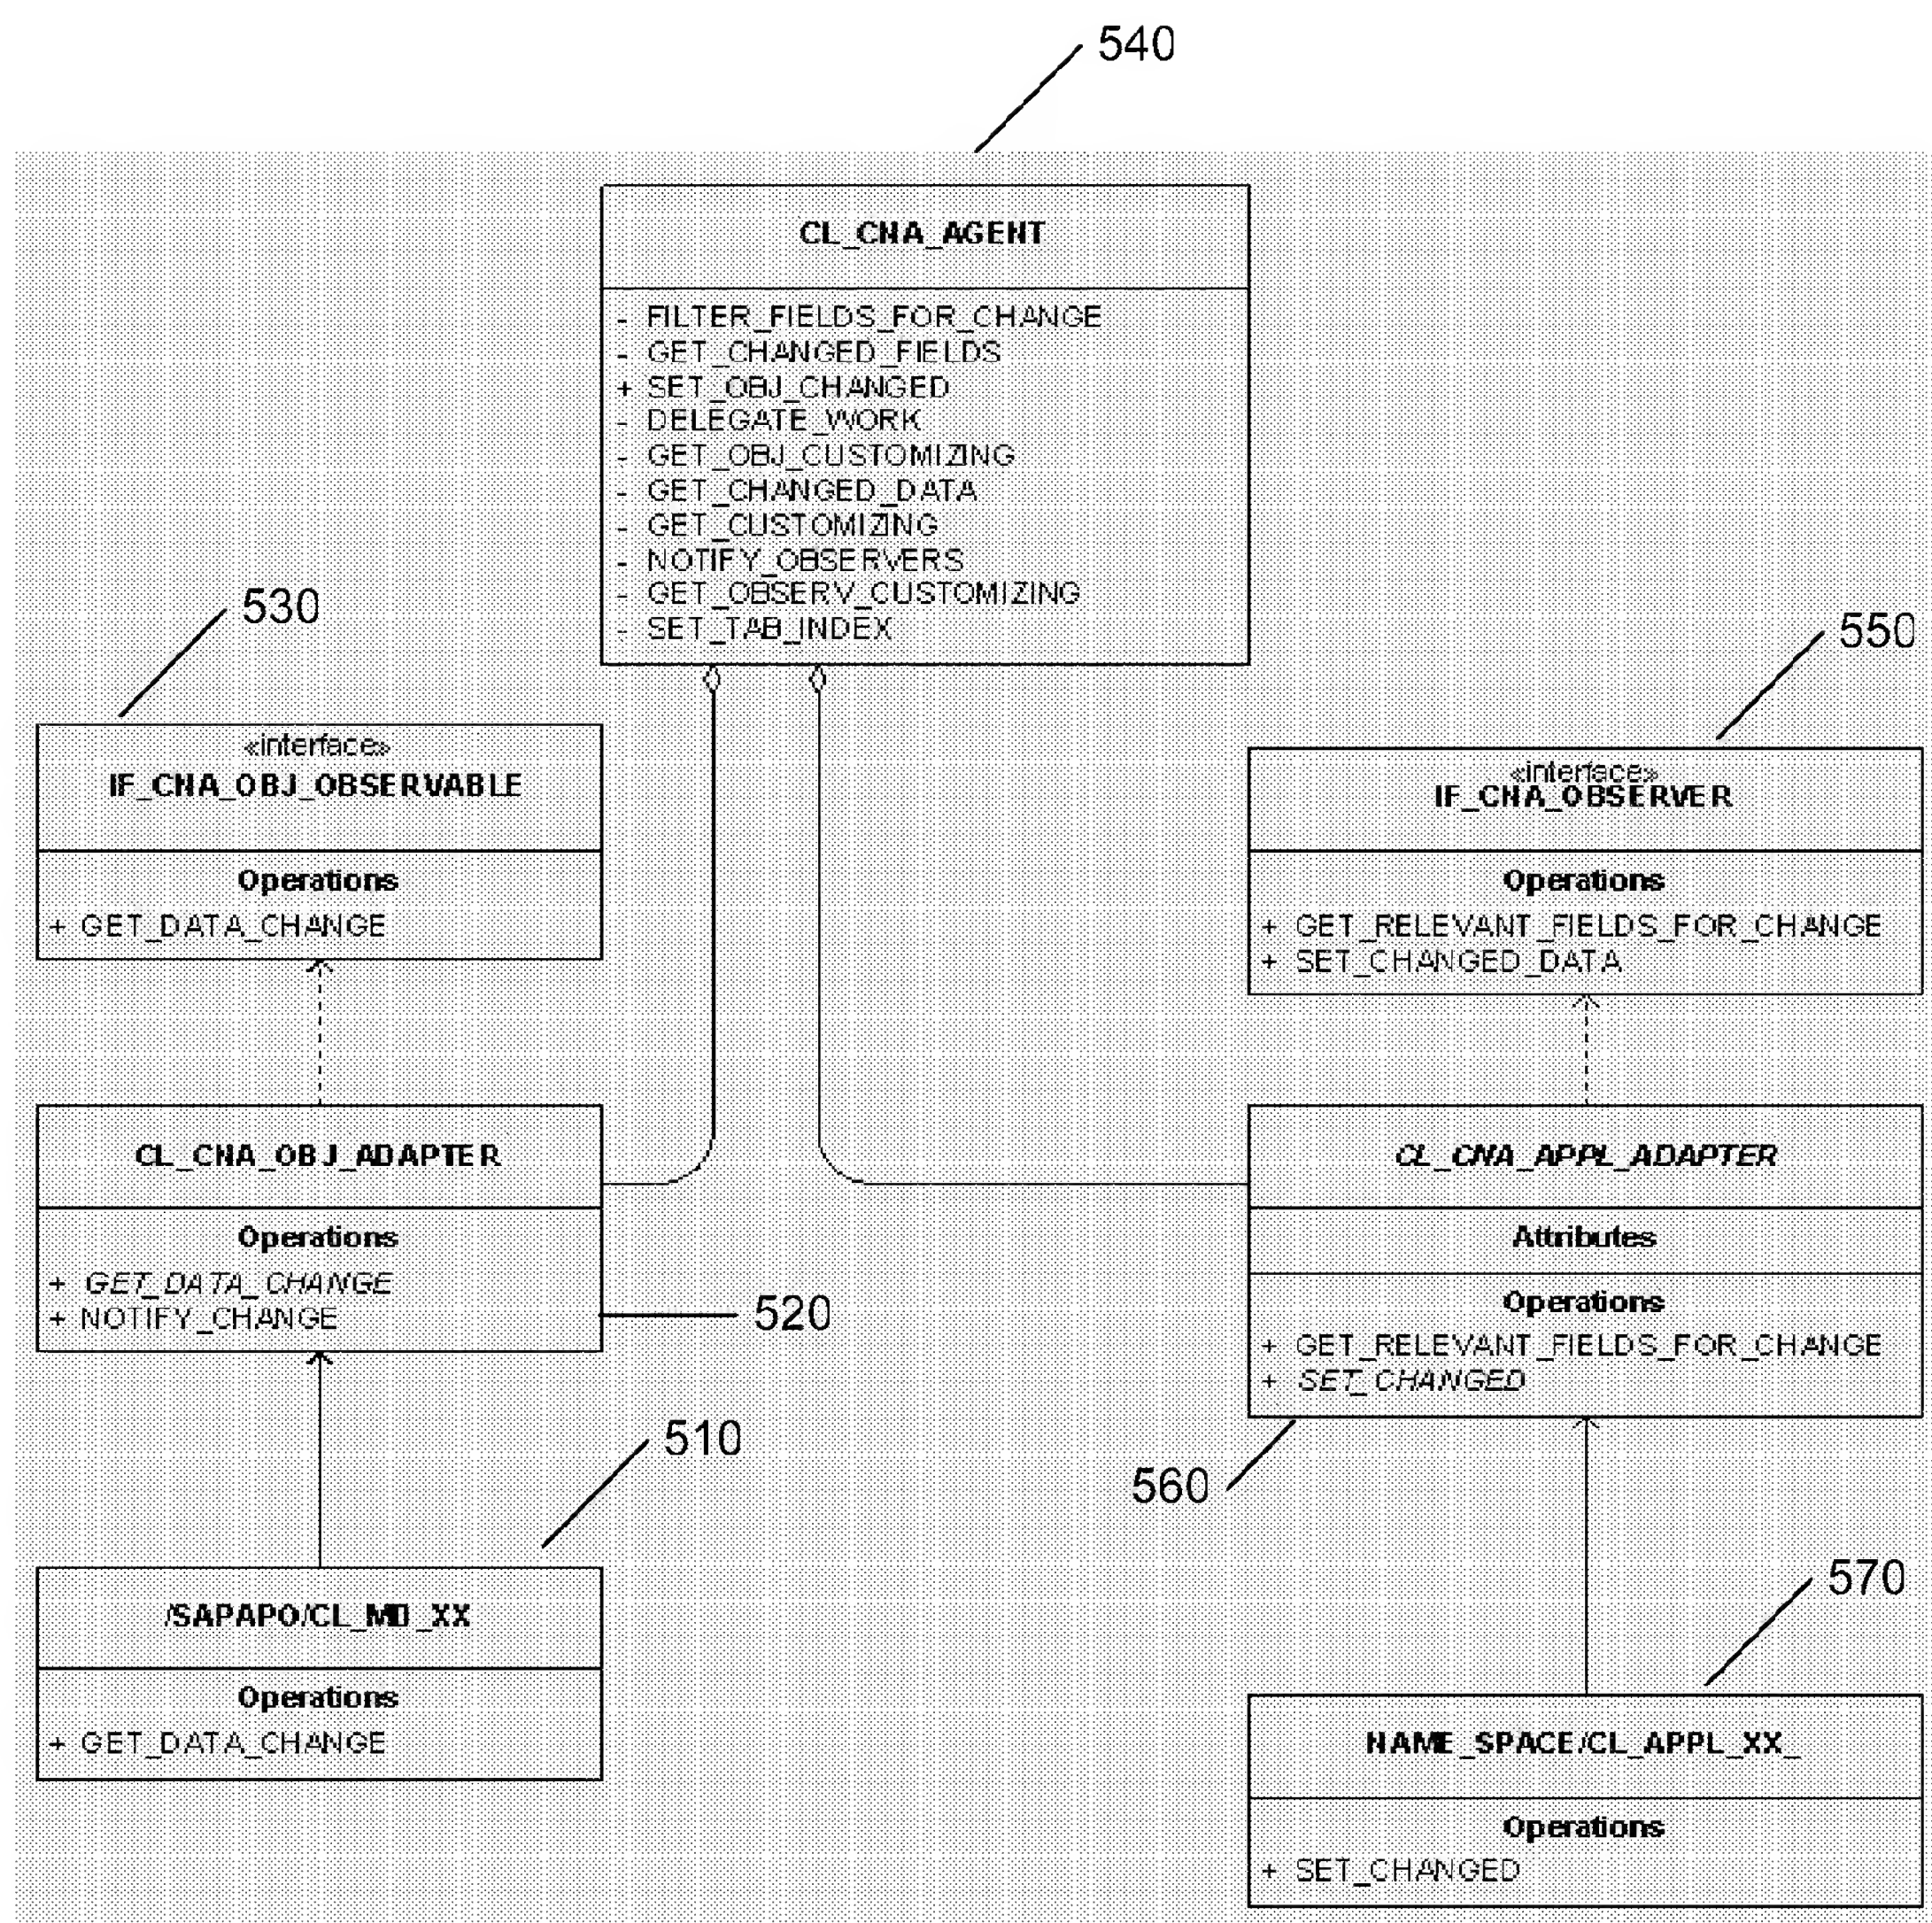 540
CL_CNA_AGENT
- FILTER_FIELDS_FOR_CHANGE
- GET_CHANGED_FIELDS
+ SET_OBJ_CHANGED
- DELEGATE_WORK
- GET_OBJ_CUSTOMIZING
- GET_CHANGED_DATA
- GET_CUSTOMIZING
- NOTIFY_OBSERVERS
- GET_OBSERV_CUSTOMIZING
- SET_TAB_INDEX
530
«interface»
IF_CNA_OBJ_OBSERVABLE
Operations
+ GET_DATA_CHANGE
550
«interface»
IF_CNA_OBSERVER
Operations
+ GET_RELEVANT_FIELDS_FOR_CHANGE
+ SET_CHANGED_DATA
CL_CNA_OBJ_ADAPTER
Operations
+ GET_DATA_CHANGE
+ NOTIFY_CHANGE
520
CL_CNA_APPL_ADAPTER
Attributes
Operations
+ GET_RELEVANT_FIELDS_FOR_CHANGE
+ SET_CHANGED
560
510
/SAPAPO/CL_MD_XX
Operations
+ GET_DATA_CHANGE
570
NAME_SPACE/CL_APPL_XX_
Operations
+ SET_CHANGED